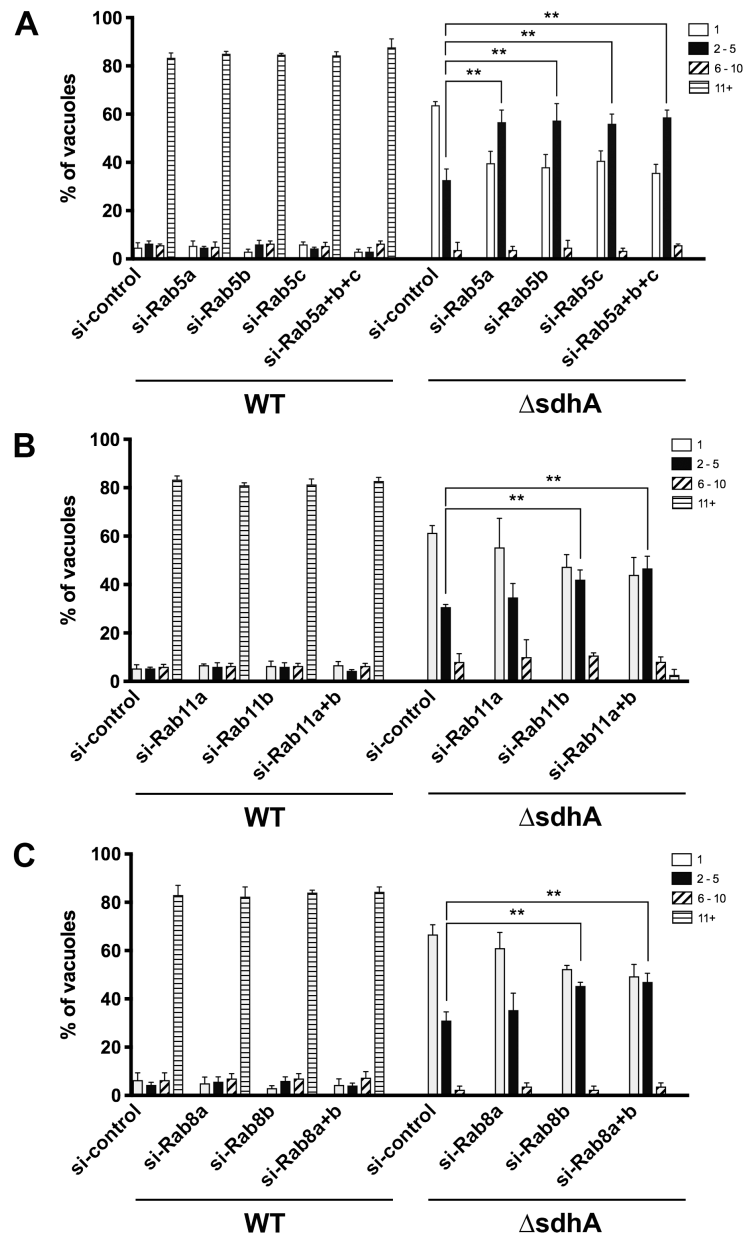 A
% of vacuoles
100
80
60
40
20
0
** 
**
**
**
1
2 - 5
6 - 10
11+
si-control
si-Rab5a
si-Rab5b
si-Rab5c
si-Rab5a+b+c
si-control
si-Rab5a
si-Rab5b
si-Rab5c
si-Rab5a+b+c
WT
∆sdhA
B
% of vacuoles
100
80
60
40
20
0
**
**
1
2 - 5
6 - 10
11+
si-control
si-Rab11a
si-Rab11b
si-Rab11a+b
si-control
si-Rab11a
si-Rab11b
si-Rab11a+b
WT
∆sdhA
C
% of vacuoles
100
80
60
40
20
0
**
**
1
2 - 5
6 - 10
11+
si-control
si-Rab8a
si-Rab8b
si-Rab8a+b
si-control
si-Rab8a
si-Rab8b
si-Rab8a+b
WT
∆sdhA